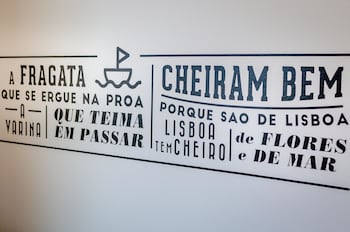 A FRAGATA
QUE SE ERGUE NA PROA
A VARINA
QUE TEIMA
EM PASSAR
CHEIRAM BEM
PORQUE SAO DE LISBOA
LISBOA
TEM CHEIRO
de FLORES
e DE MAR